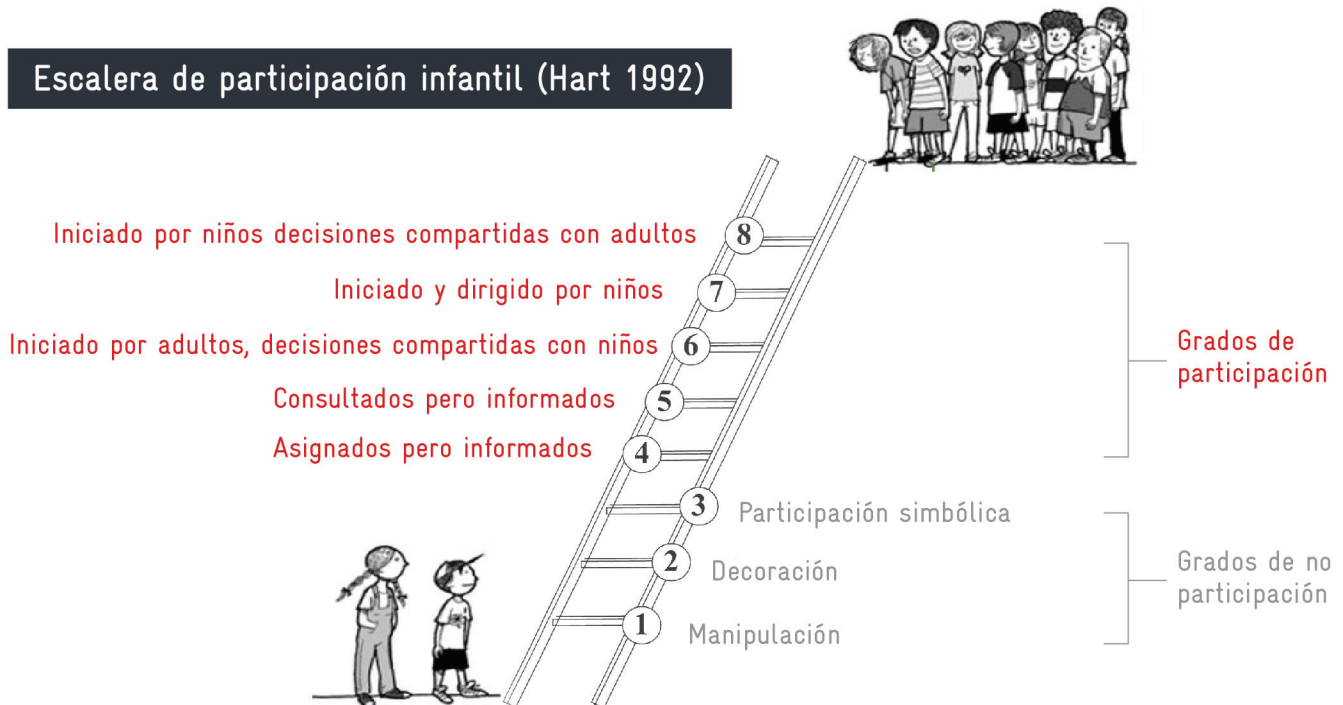 Escalera de participación infantil (Hart 1992)
Iniciado por niños decisiones compartidas con adultos
8
Iniciado y dirigido por niños
7
Iniciado por adultos, decisiones compartidas con niños
6
Consultados pero informados
5
Asignados pero informados
4
Grados de
participación
3
Participación simbólica
2
Decoración
1
Manipulación
Grados de no
participación